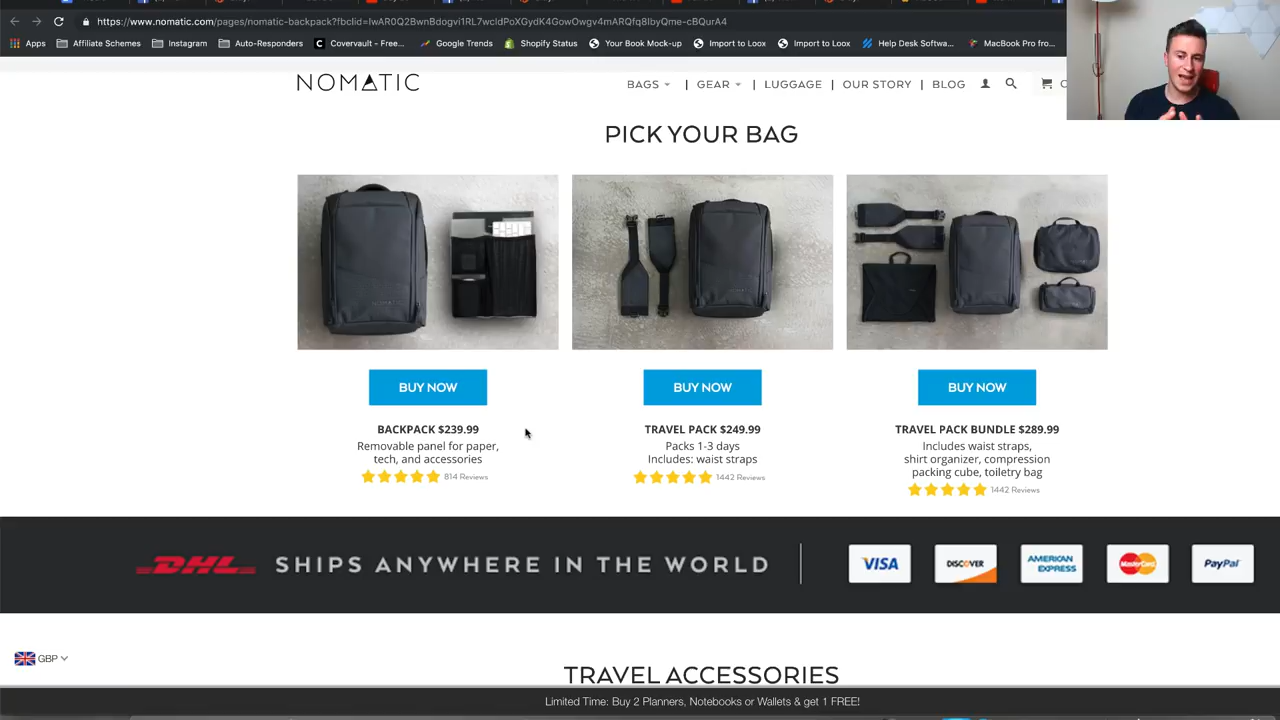 https://www.nomatic.com/pages/nomatic-backpack?fbclid=IwAR0Q2BwnBdogvi1RL7wcldPoXGydK4GowOwgv4mARQfq8IbyQme-cBQurA4
Apps Affiliate Schemes Instagram Auto-Responders Covervault - Free... Google Trends Shopify Status Your Book Mock-up Import to Loox Import to Loox Help Desk Softwa... MacBook Pro fro...
NOMATIC BAGS | GEAR | LUGGAGE | OUR STORY | BLOG
PICK YOUR BAG
NOMATIC
BUY NOW BUY NOW BUY NOW
BACKPACK $239.99
Removable panel for paper,
tech, and accessories
814 Reviews
TRAVEL PACK $249.99
Packs 1-3 days
Includes: waist straps
1442 Reviews
TRAVEL PACK BUNDLE $289.99
Includes waist straps,
shirt organizer, compression
packing cube, toiletry bag
1442 Reviews
DHL SHIPS ANYWHERE IN THE WORLD VISA DISCOVER AMERICAN EXPRESS MasterCard PayPal
GBP
TRAVEL ACCESSORIES
Limited Time: Buy 2 Planners, Notebooks or Wallets & get 1 FREE!